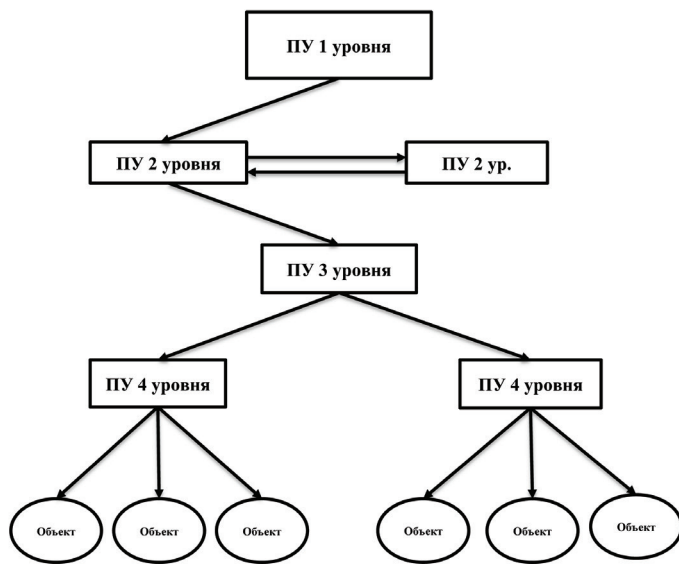 ПУ 1 уровня
ПУ 2 уровня
ПУ 2 ур.
ПУ 3 уровня
ПУ 4 уровня
ПУ 4 уровня
Объект
Объект
Объект
Объект
Объект
Объект